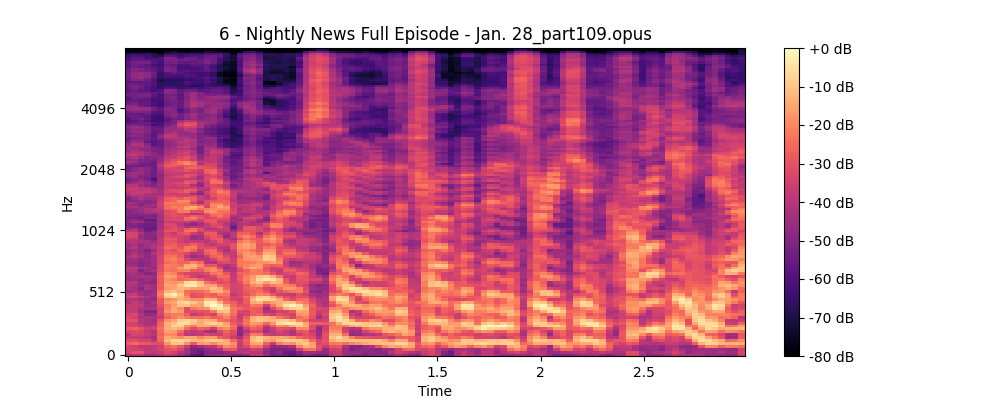 6 - Nightly News Full Episode - Jan. 28_part109.opus
Hz
4096
2048
1024
512
0
0
0.5
1
1.5
2
2.5
Time
+0 dB
-10 dB
-20 dB
-30 dB
-40 dB
-50 dB
-60 dB
-70 dB
-80 dB